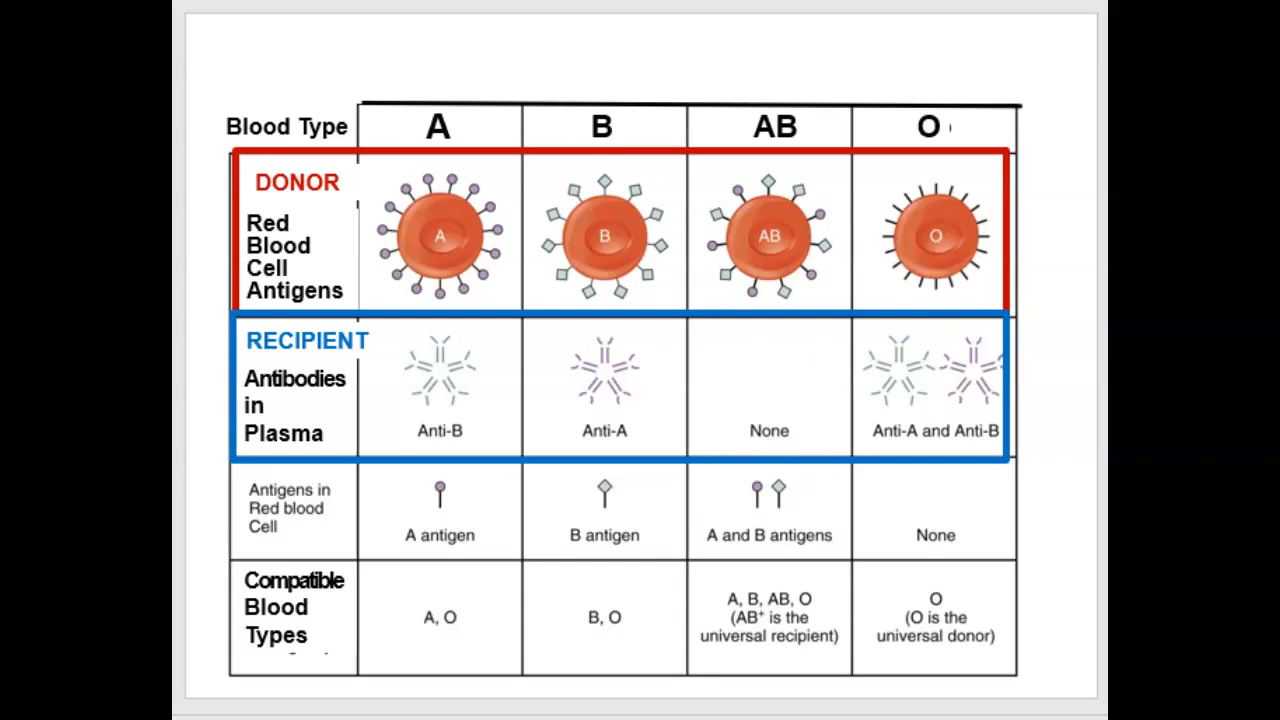 Blood Type
A
B
AB
O
DONOR
Red
Blood
Cell
Antigens
A
B
AB
O
RECIPIENT
Antibodies
in
Plasma
Anti-B
Anti-A
None
Anti-A and Anti-B
Antigens in
Red blood
Cell
A antigen
B antigen
A and B antigens
None
Compatible
Blood
Types
A, O
B, O
A, B, AB, O
(AB⁺ is the
universal recipient)
O
(O is the
universal donor)